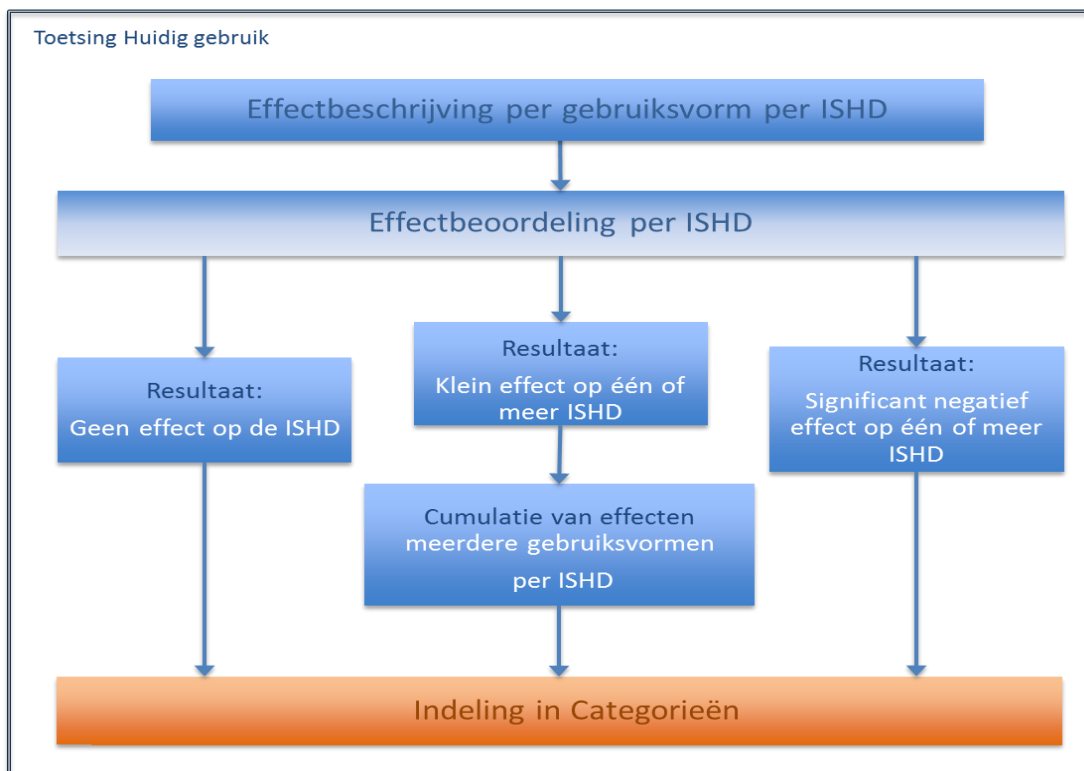 Toetsing Huidig gebruik
Effectbeschrijving per gebruiksvorm per ISHD
Effectbeoordeling per ISHD
Resultaat:
Geen effect op de ISHD
Resultaat:
Klein effect op één of
meer ISHD
Resultaat:
Significant negatief
effect op één of meer
ISHD
Cumulatie van effecten
meerdere gebruiksvormen
per ISHD
Indeling in Categorieën